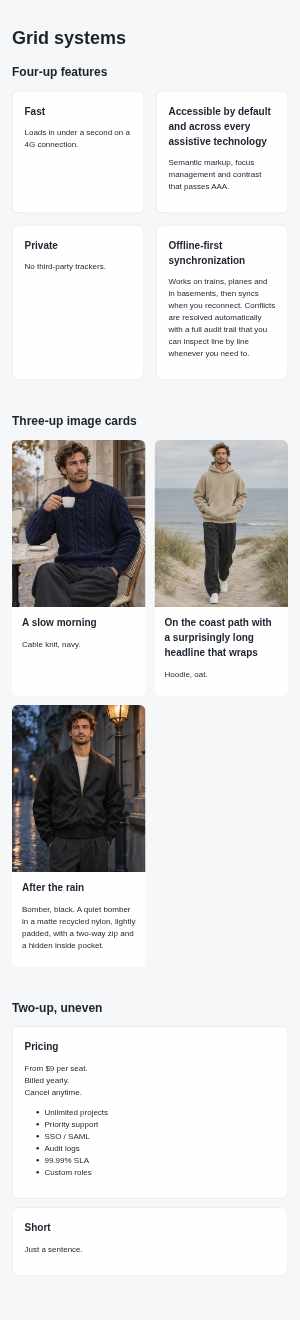 Grid systems
Four-up features
Fast
Loads in under a second on a
4G connection.
Accessible by default
and across every
assistive technology
Semantic markup, focus
management and contrast
that passes AAA.
Private
No third-party trackers.
Offline-first
synchronization
Works on trains, planes and
in basements, then syncs
when you reconnect. Conflicts
are resolved automatically
with a full audit trail that you
can inspect line by line
whenever you need to.
Three-up image cards
A slow morning
Cable knit, navy.
On the coast path with
a surprisingly long
headline that wraps
Hoodie, oat.
After the rain
Bomber, black. A quiet bomber
in a matte recycled nylon, lightly
padded, with a two-way zip and
a hidden inside pocket.
Two-up, uneven
Pricing
From $9 per seat.
Billed yearly.
Cancel anytime.
• Unlimited projects
• Priority support
• SSO / SAML
• Audit logs
• 99.99% SLA
• Custom roles
Short
Just a sentence.